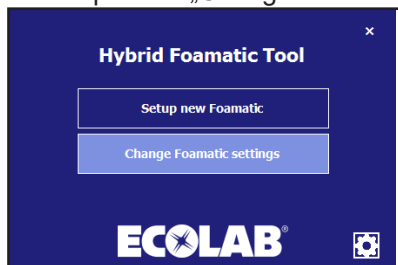 ×
Hybrid Foamatic Tool
Setup new Foamatic
Change Foamatic settings
ECOLAB®